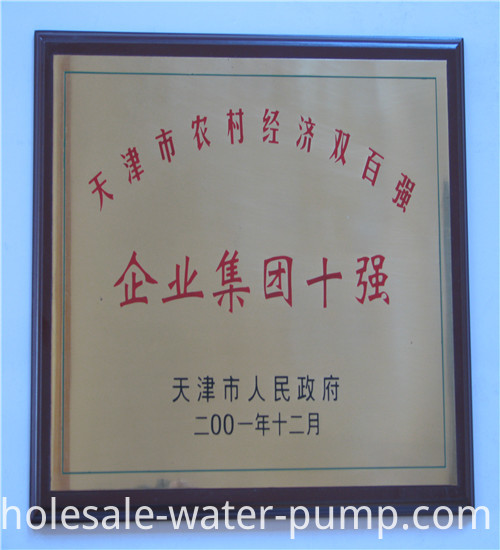 天津市农村经济双百强
企业集团十强
天津市人民政府
二00一年十二月
holesale-water-pump.com